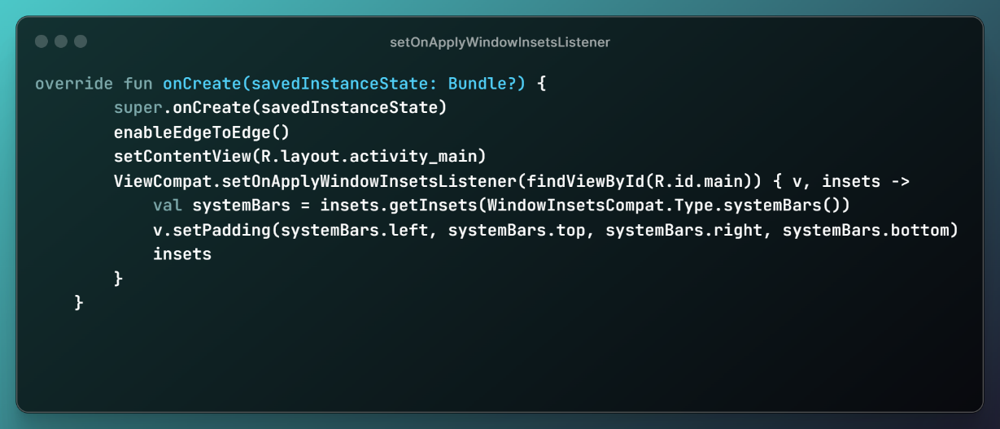 setOnApplyWindowInsetsListener
override fun onCreate(savedInstanceState: Bundle?) {
        super.onCreate(savedInstanceState)
        enableEdgeToEdge()
        setContentView(R.layout.activity_main)
        ViewCompat.setOnApplyWindowInsetsListener(findViewById(R.id.main)) { v, insets ->
            val systemBars = insets.getInsets(WindowInsetsCompat.Type.systemBars())
            v.setPadding(systemBars.left, systemBars.top, systemBars.right, systemBars.bottom)
            insets
        }
    }